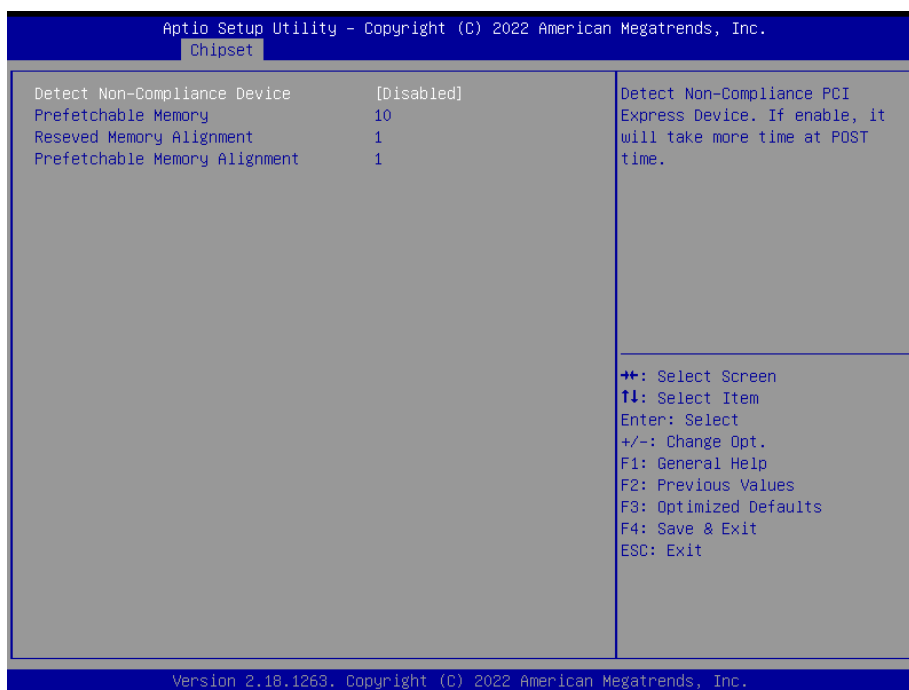 Aptio Setup Utility – Copyright (C) 2022 American Megatrends, Inc.
Chipset
Detect Non-Compliance Device [Disabled]
Prefetchable Memory 10
Reseved Memory Alignment 1
Prefetchable Memory Alignment 1
Detect Non-Compliance PCI
Express Device. If enable, it
will take more time at POST
time.
→←: Select Screen
↑↓: Select Item
Enter: Select
+/-: Change Opt.
F1: General Help
F2: Previous Values
F3: Optimized Defaults
F4: Save & Exit
ESC: Exit
Version 2.18.1263. Copyright (C) 2022 American Megatrends, Inc.